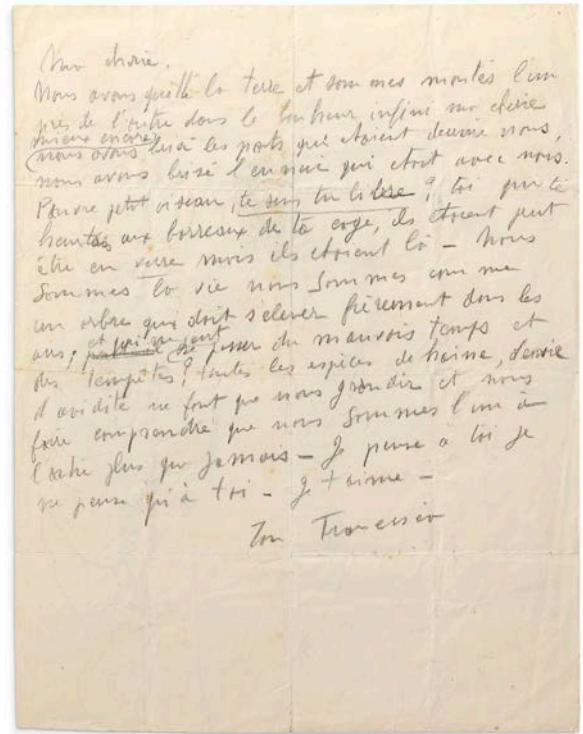 Ma chérie.
Nous avons quitté la terre et sommes montés l'un
près de l'autre dans le bonheur infini ma chérie
mieux encore
nous avons brisé les ponts qui étaient derrière nous,
nous avons brisé l'ennui qui était avec nous.
Pauvre petit oiseau, te sens tu libre? toi qui te
heurtais aux barreaux de ta cage, ils étaient peut
être en verre mais ils étaient là - Nous
sommes la vie nous sommes comme
un arbre qui doit s'élever fièrement dans les
airs; et qui ne peut
se passer du mauvais temps et
des tempêtes? toutes les espèces de haine, d'envie
d'avidité ne font que nous grandir et nous
faire comprendre que nous sommes l'un à
l'autre plus que jamais - Je pense à toi je
ne pense qu'à toi - Je t'aime -
Ton